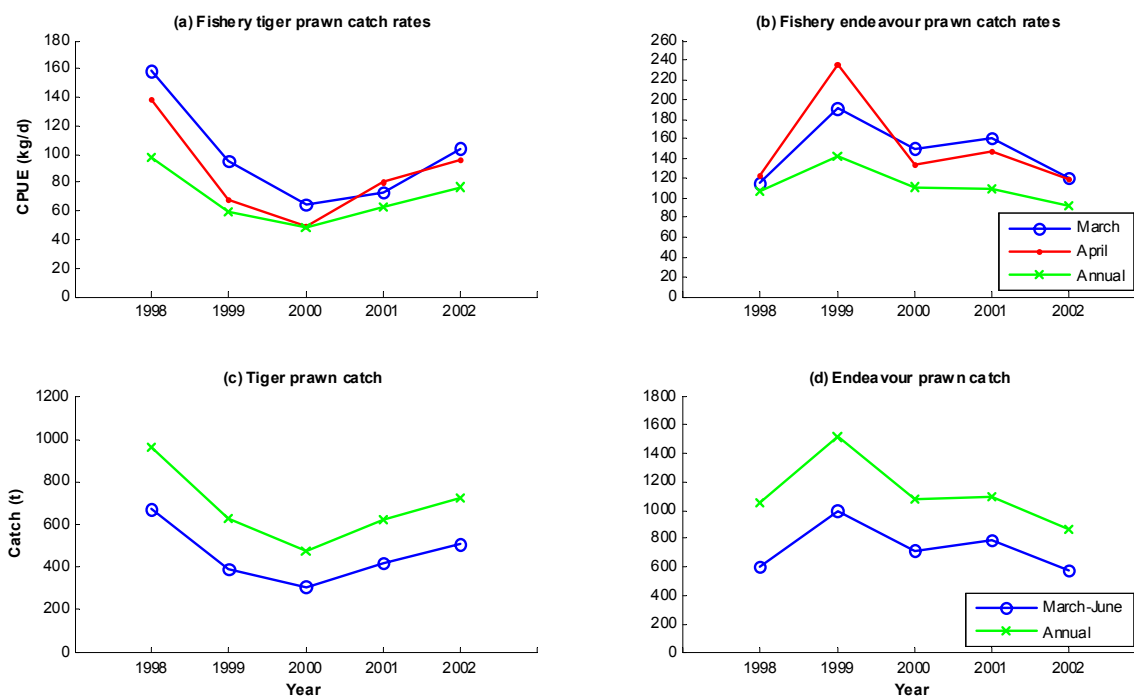 (a) Fishery tiger prawn catch rates
CPUE (kg/d)
180
160
140
120
100
80
60
40
20
0
1998 1999 2000 2001 2002
(b) Fishery endeavour prawn catch rates
260
240
220
200
180
160
140
120
100
80
60
40
20
0
1998 1999 2000 2001 2002
March
April
Annual
(c) Tiger prawn catch
Catch (t)
1200
1000
800
600
400
200
0
1998 1999 2000 2001 2002
Year
(d) Endeavour prawn catch
1800
1600
1400
1200
1000
800
600
400
200
0
1998 1999 2000 2001 2002
Year
March-June
Annual